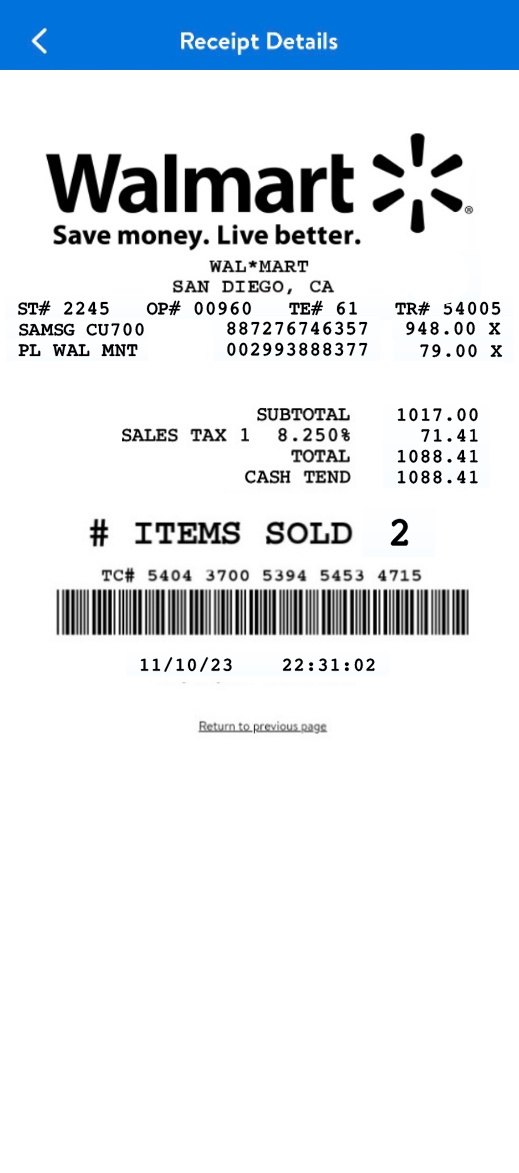 Receipt Details
Walmart
Save money. Live better.
WAL*MART
SAN DIEGO, CA
ST# 2245 OP# 00960 TE# 61 TR# 54005
SAMSG CU700 887276746357 948.00 X
PL WAL MNT 002993888377 79.00 X
SUBTOTAL 1017.00
SALES TAX 1 8.250% 71.41
TOTAL 1088.41
CASH TEND 1088.41
# ITEMS SOLD 2
TC# 5404 3700 5394 5453 4715
11/10/23 22:31:02
Return to previous page